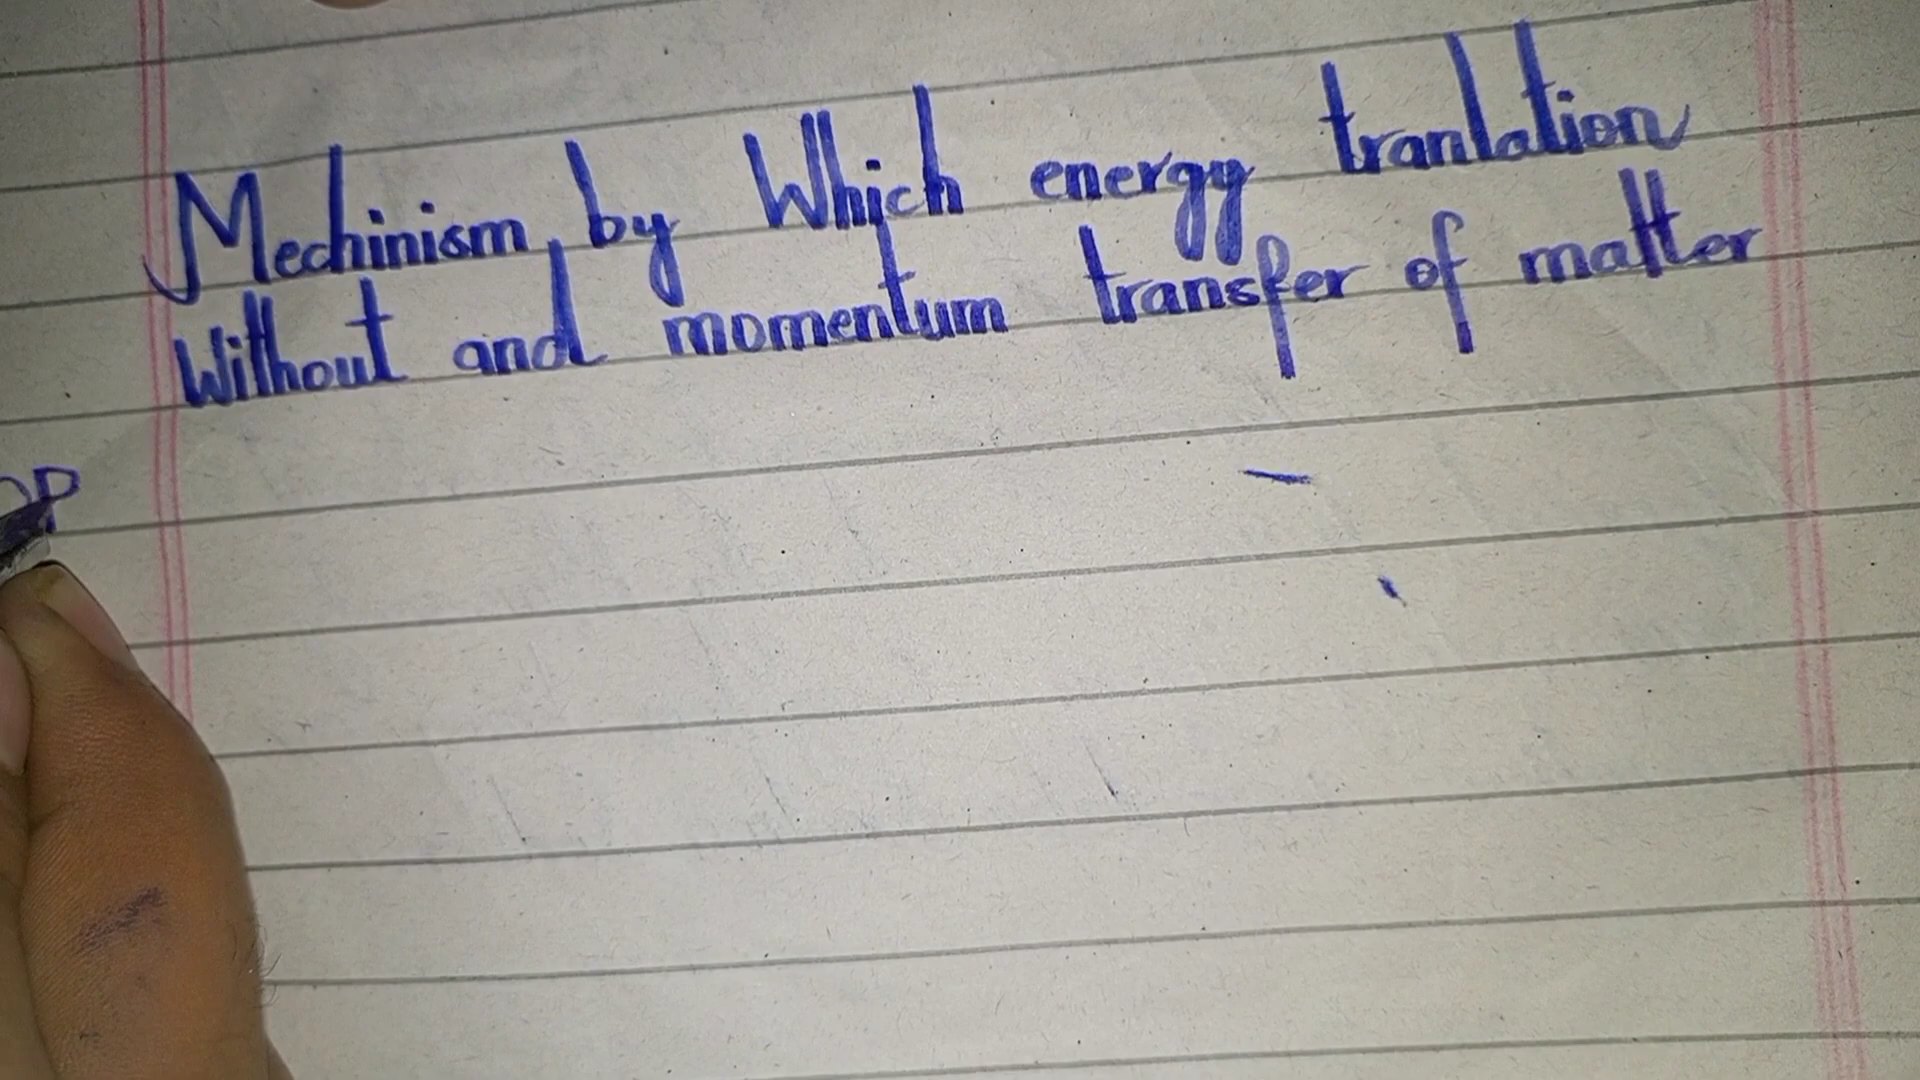 Mechinism by Which energy tranlation
Without and momentum transfer of matter